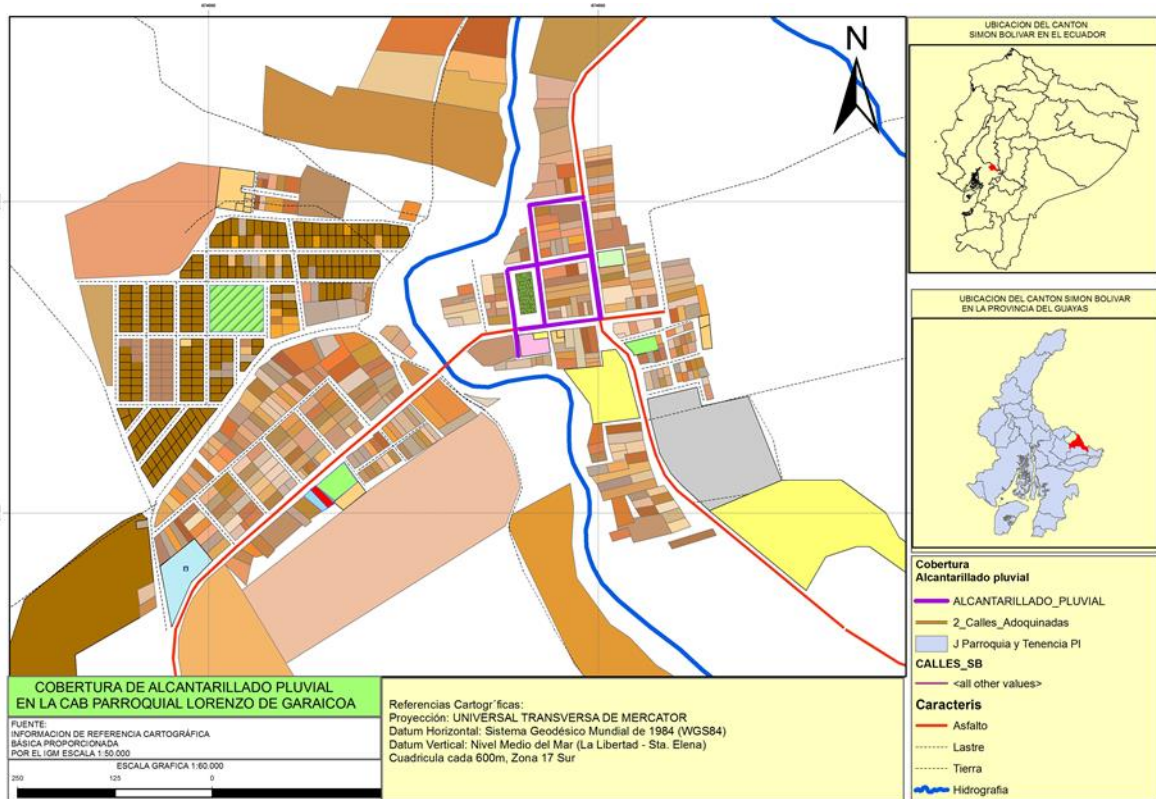 N
UBICACION DEL CANTON
SIMON BOLIVAR EN EL ECUADOR
UBICACION DEL CANTON SIMON BOLIVAR
EN LA PROVINCIA DEL GUAYAS
Cobertura
Alcantarillado pluvial
ALCANTARILLADO_PLUVIAL
2_Calles_Adoquinadas
J Parroquia y Tenencia Pl
CALLES_SB
<all other values>
Caracteris
Asfalto
Lastre
Tierra
Hidrografia
COBERTURA DE ALCANTARILLADO PLUVIAL
EN LA CAB PARROQUIAL LORENZO DE GARAICOA
FUENTE:
INFORMACION DE REFERENCIA CARTOGRÁFICA
BÁSICA PROPORCIONADA
POR EL IGM ESCALA 1:50.000
ESCALA GRAFICA 1:60.000
250 125 0
Referencias Cartogr´ficas:
Proyección: UNIVERSAL TRANSVERSA DE MERCATOR
Datum Horizontal: Sistema Geodésico Mundial de 1984 (WGS84)
Datum Vertical: Nivel Medio del Mar (La Libertad - Sta. Elena)
Cuadricula cada 600m, Zona 17 Sur